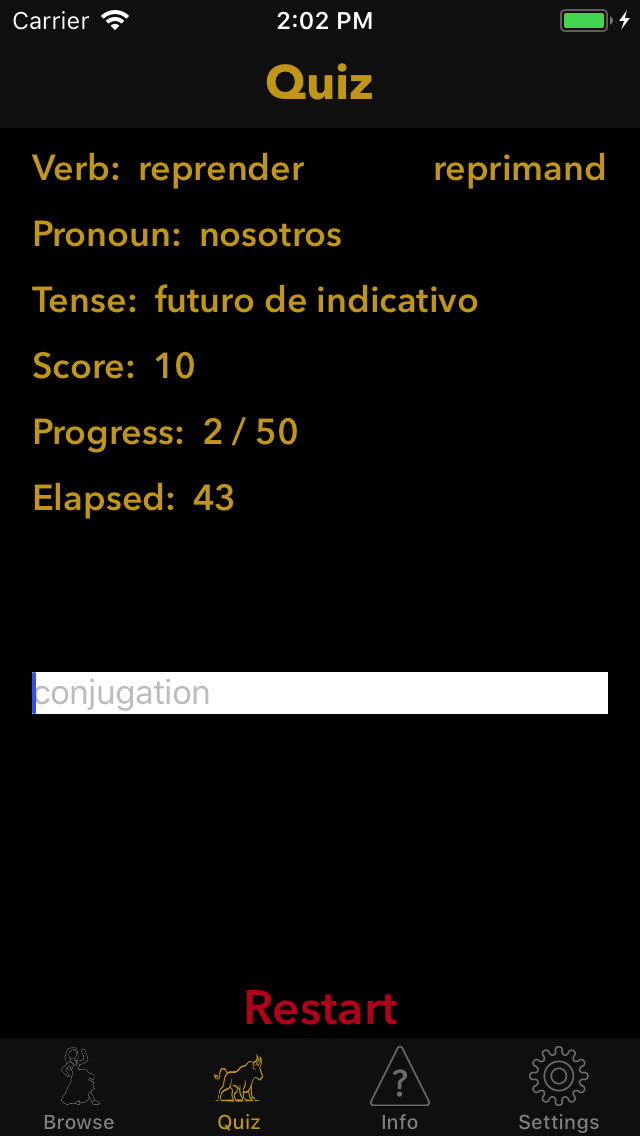 Carrier 2:02 PM
Quiz
Verb: reprender reprimand
Pronoun: nosotros
Tense: futuro de indicativo
Score: 10
Progress: 2 / 50
Elapsed: 43
conjugation
Restart
?
Browse Quiz Info Settings